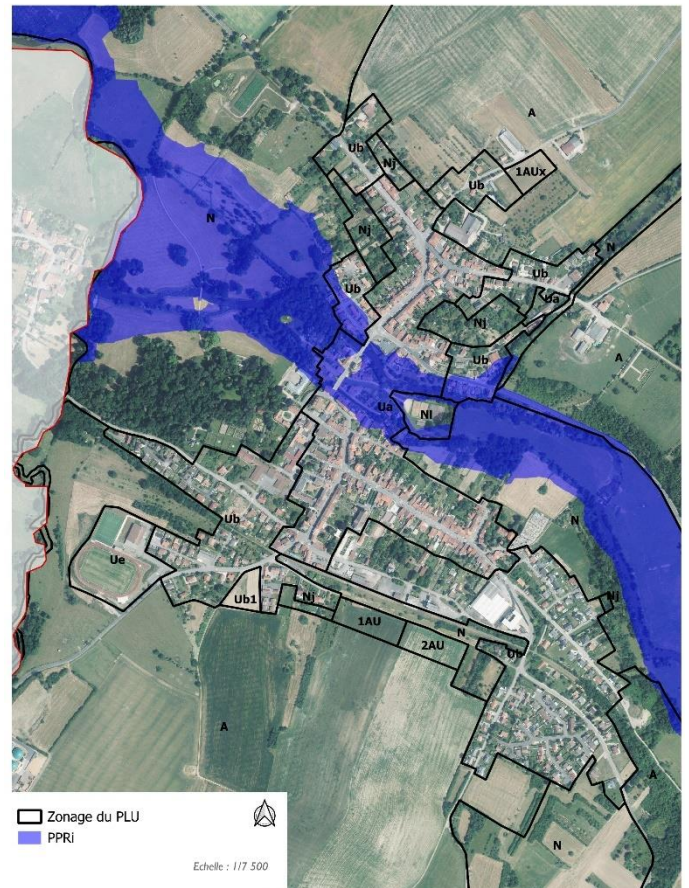 A
Ub
Nj
Ub
1AUx
N
Nj
N
Ub
Ub
Ua
Nj
A
Ub
Ua
Nl
N
Ub
Ue
Nj
Ub1
Nj
1AU
N
2AU
Ub
A
A
N
Zonage du PLU
PPRi
Echelle : 1/7 500